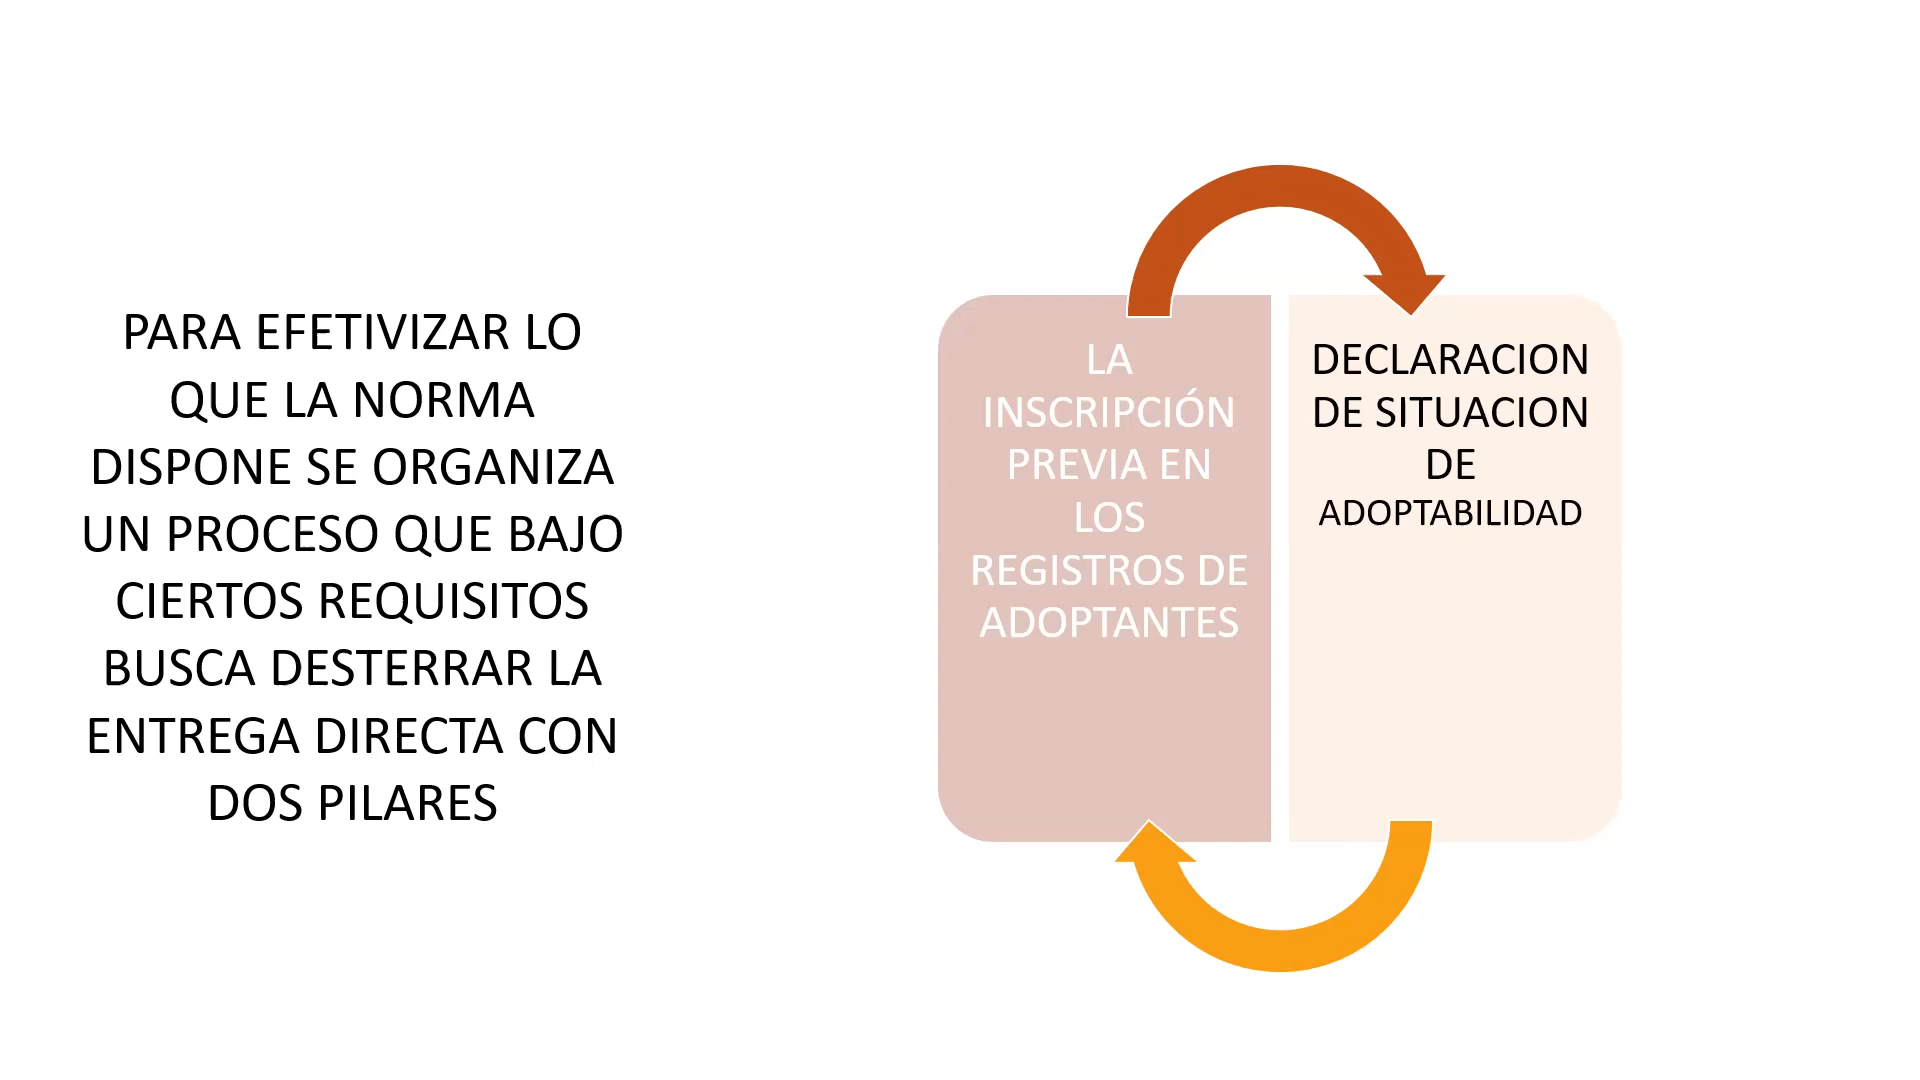 PARA EFETIVIZAR LO
QUE LA NORMA
DISPONE SE ORGANIZA
UN PROCESO QUE BAJO
CIERTOS REQUISITOS
BUSCA DESTERRAR LA
ENTREGA DIRECTA CON
DOS PILARES
LA
INSCRIPCIÓN
PREVIA EN
LOS
REGISTROS DE
ADOPTANTES
DECLARACION
DE SITUACION
DE
ADOPTABILIDAD